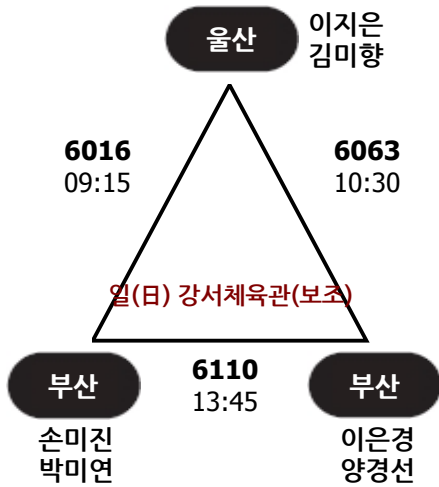 울산
이지은
김미향
6016
09:15
6063
10:30
일(日) 강서체육관(보조)
6110
13:45
부산
손미진
박미연
부산
이은경
양경선